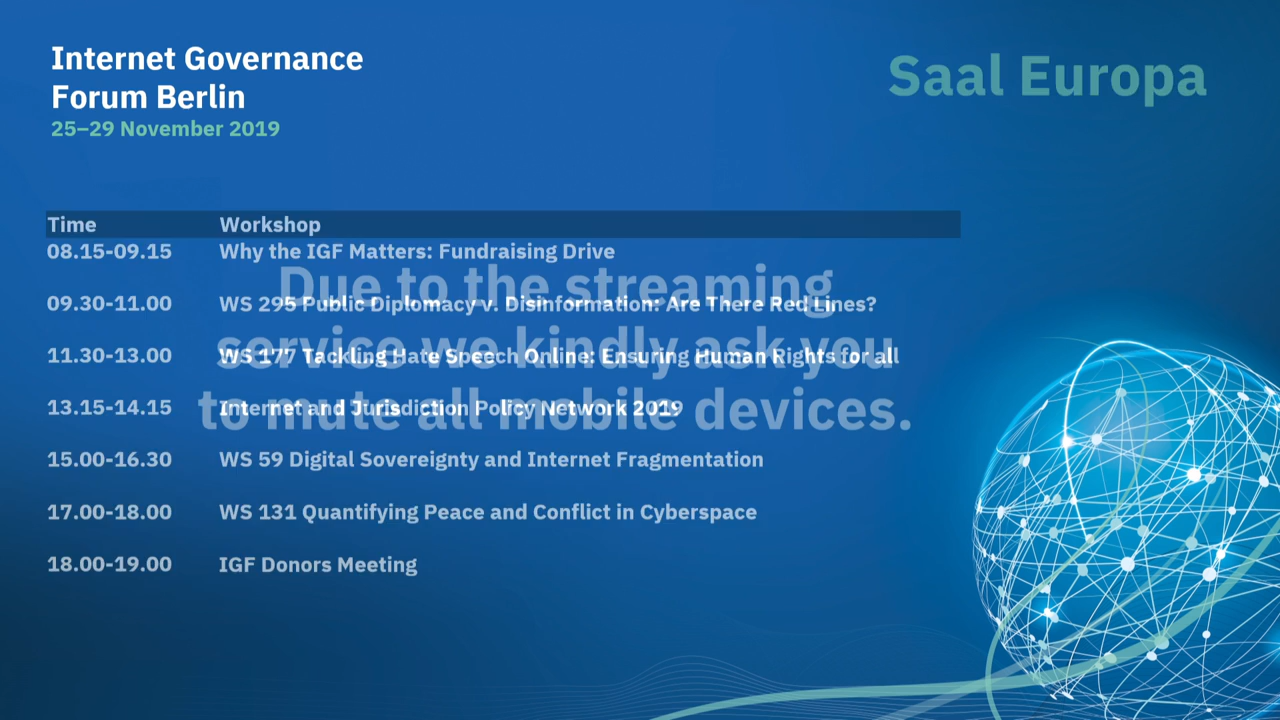 Internet Governance
Forum Berlin
25–29 November 2019
Saal Europa
Time Workshop
08.15-09.15 Why the IGF Matters: Fundraising Drive
09.30-11.00 WS 295 Public Diplomacy v. Disinformation: Are There Red Lines?
11.30-13.00 WS 177 Tackling Hate Speech Online: Ensuring Human Rights for all
13.15-14.15 Internet and Jurisdiction Policy Network 2019
15.00-16.30 WS 59 Digital Sovereignty and Internet Fragmentation
17.00-18.00 WS 131 Quantifying Peace and Conflict in Cyberspace
18.00-19.00 IGF Donors Meeting
Due to the streaming
service we kindly ask you
to mute all mobile devices.